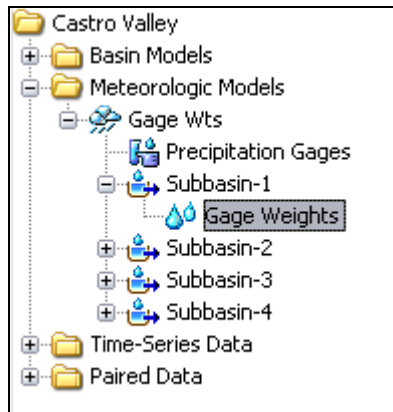 Castro Valley
Basin Models
Meteorologic Models
Gage Wts
Precipitation Gages
Subbasin-1
Gage Weights
Subbasin-2
Subbasin-3
Subbasin-4
Time-Series Data
Paired Data